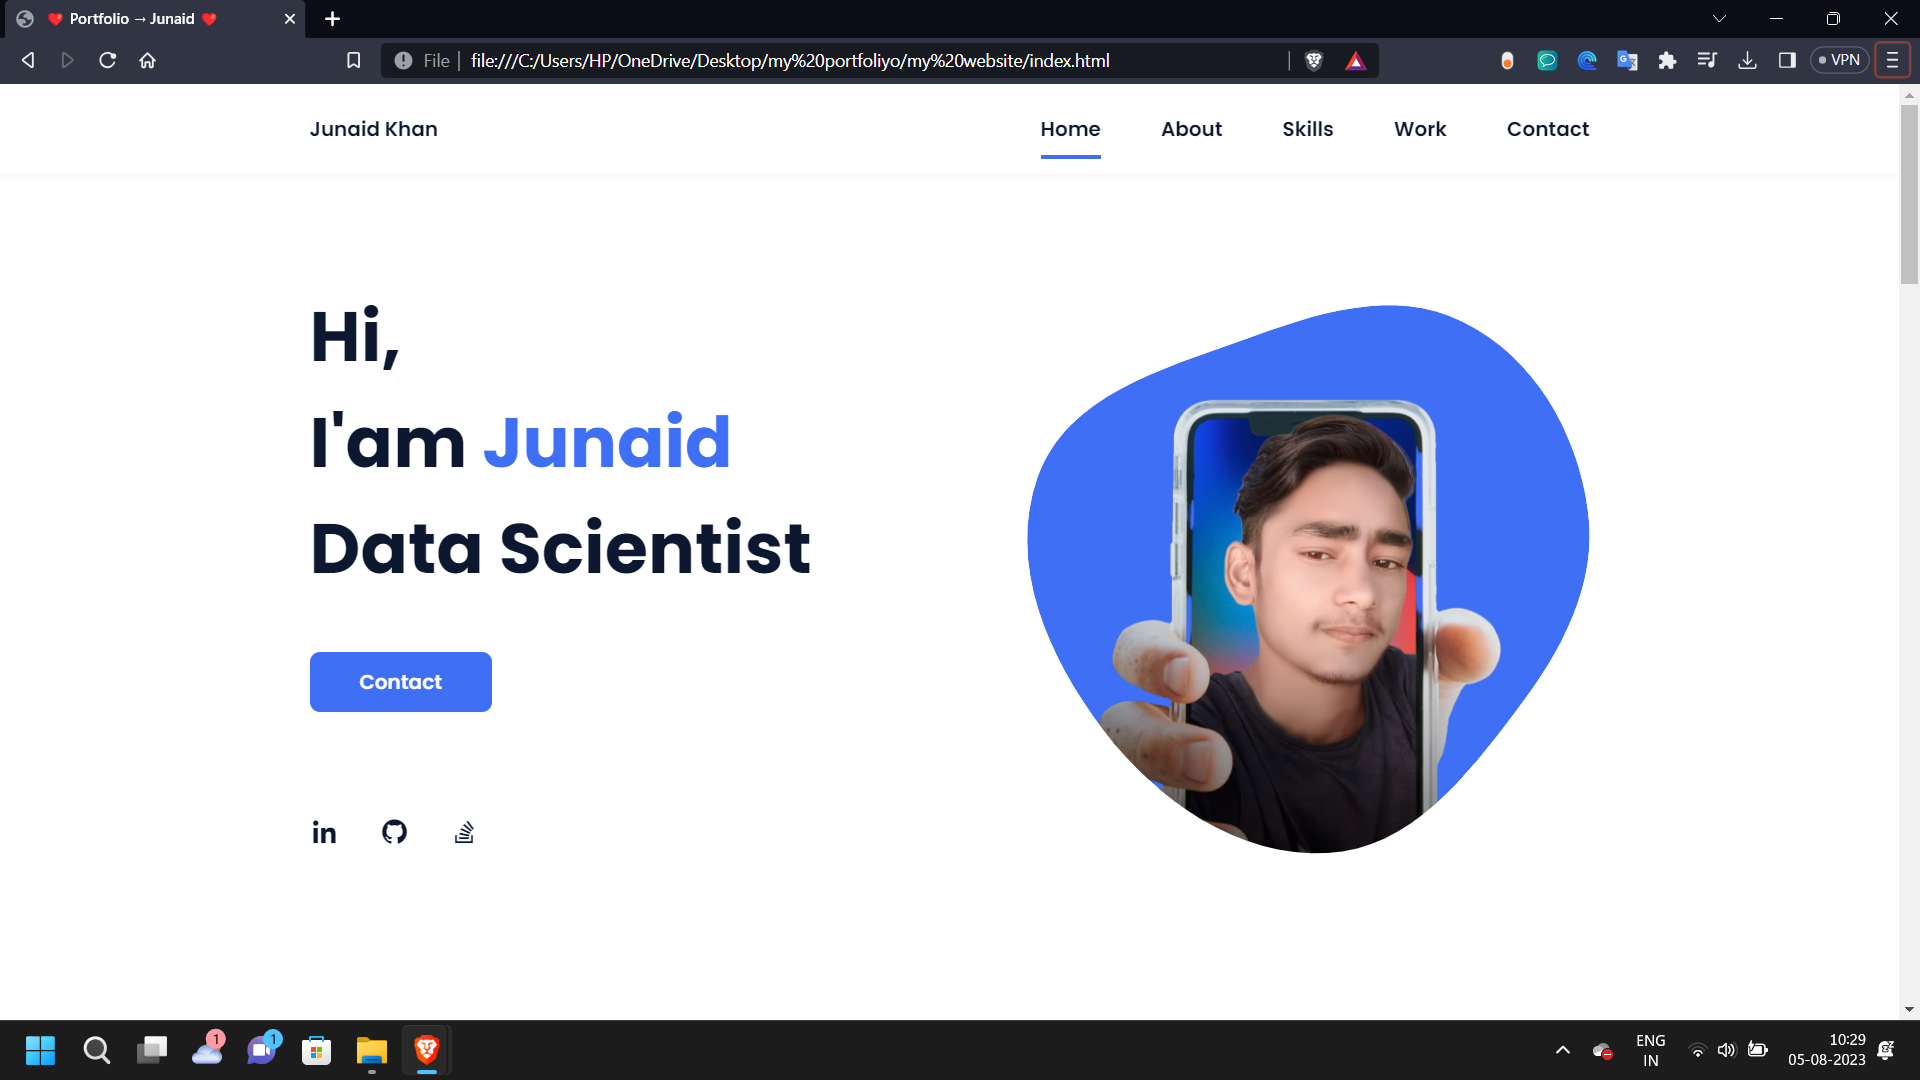 ❤️ Portfolio → Junaid ❤️
File file:///C:/Users/HP/OneDrive/Desktop/my%20portfoliyo/my%20website/index.html
VPN
Junaid Khan Home About Skills Work Contact
Hi,
I'am Junaid
Data Scientist
Contact
in
1 1
ENG
IN
10:29
05-08-2023